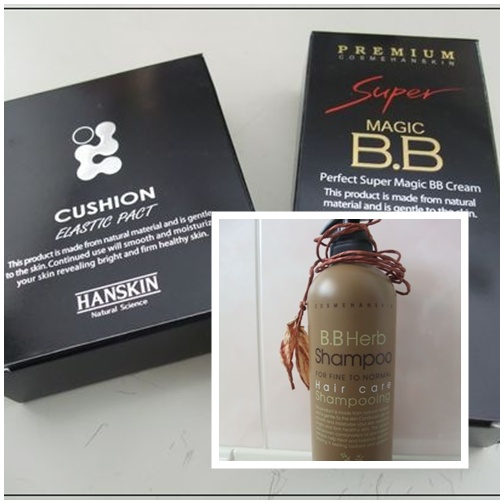 CUSHION
ELASTIC PACT
This product is made from natural material and is gentle
to the skin. Continued use will smooth and moisturize
your skin revealing bright and firm healthy skin.
HANSKIN
Natural Science
PREMIUM
COSMEHANSKIN
Super
MAGIC
B.B
Perfect Super Magic BB Cream
This product is made from natural
material and is gentle to the skin.
COSMEHANSKIN
B.B Herb
Shampoo
FOR FINE TO NORMAL
Hair care
Shampooing